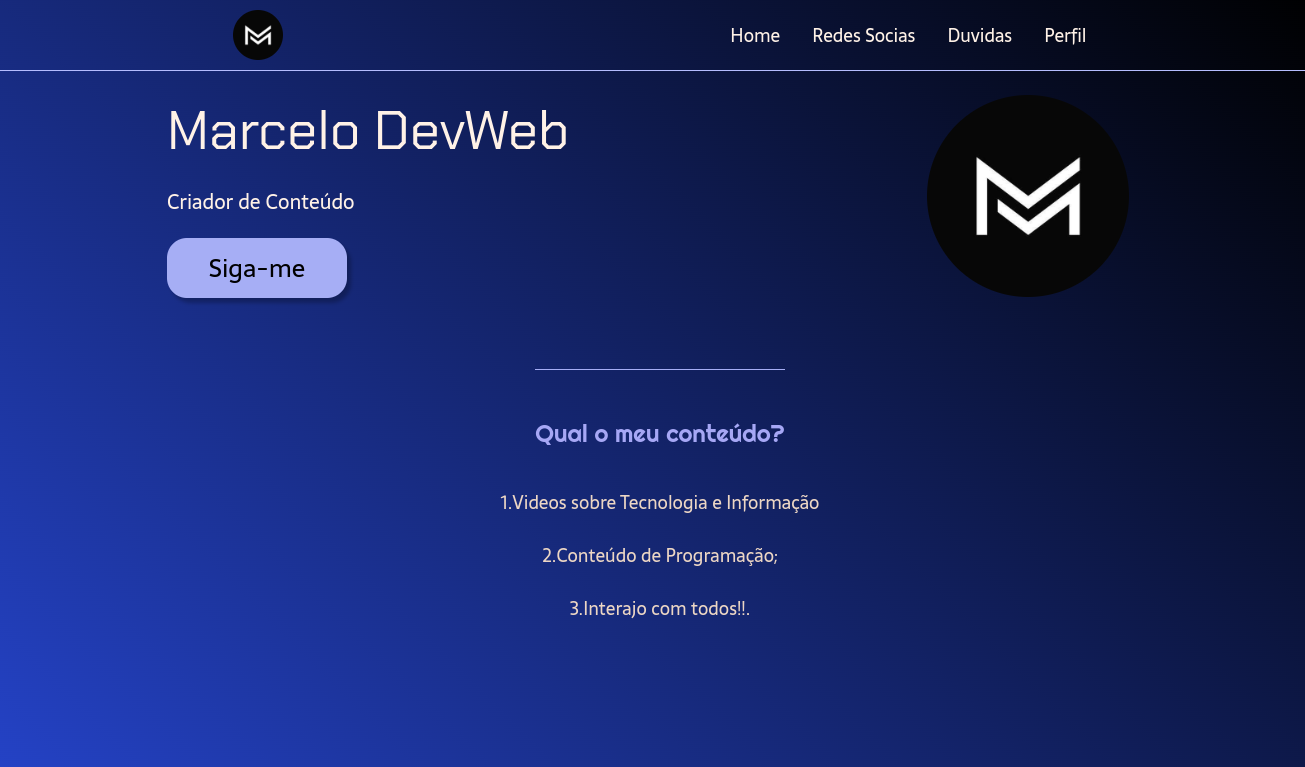 Home Redes Socias Duvidas Perfil
Marcelo DevWeb
Criador de Conteúdo
Siga-me
Qual o meu conteúdo?
1.Videos sobre Tecnologia e Informação
2.Conteúdo de Programação;
3.Interajo com todos!!.